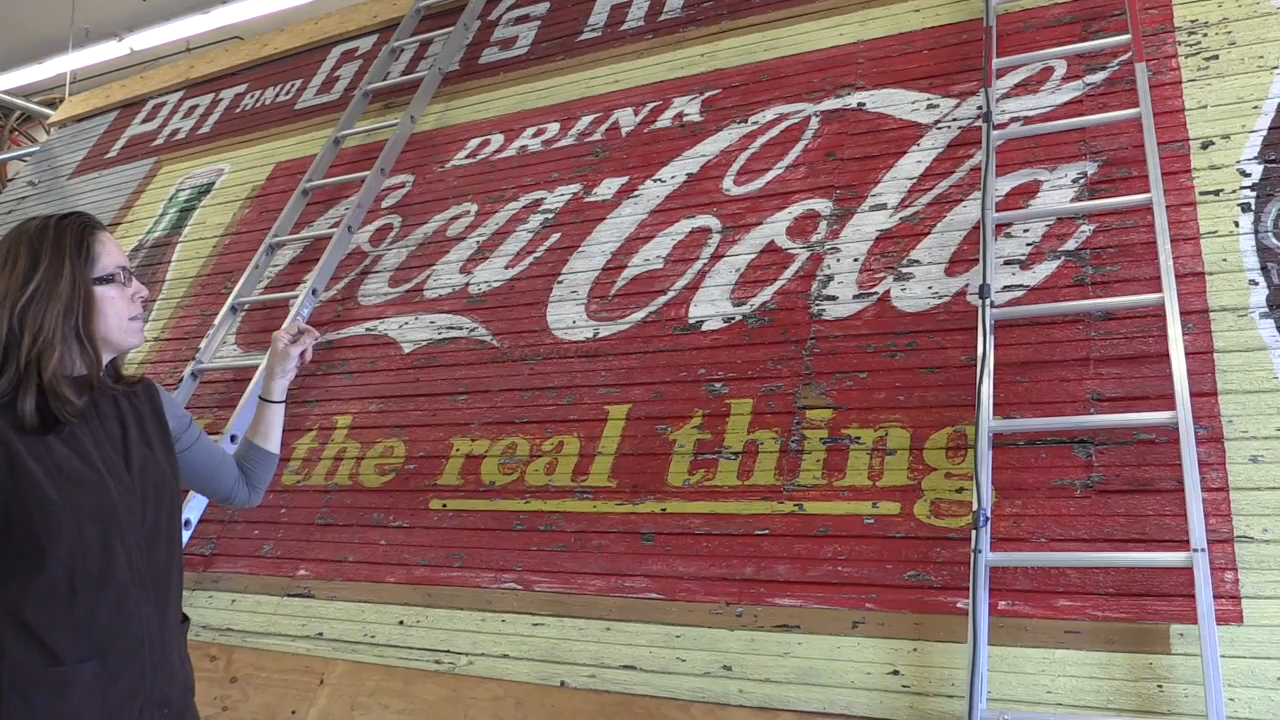 PAT AND GUS'S
DRINK
Coca-Cola
the real thing